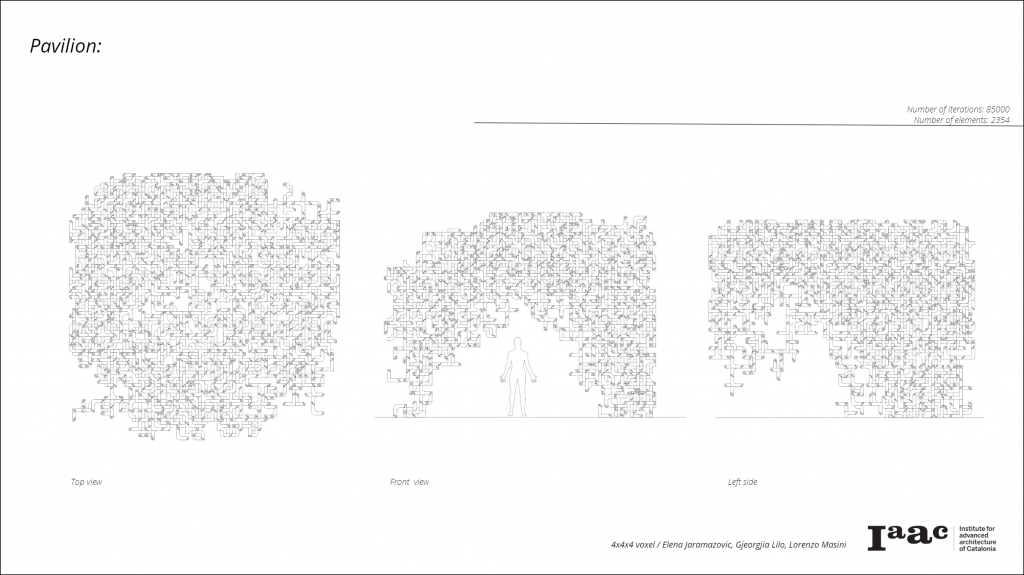 Pavilion:
Number of iterations: 85000
Number of elements: 2354
Top view
Front view
Left side
4x4x4 voxel / Elena Jaramazovic, Gjeorgjia Lilo, Lorenzo Masini
Iaac
Institute for
advanced
architecture
of Catalonia